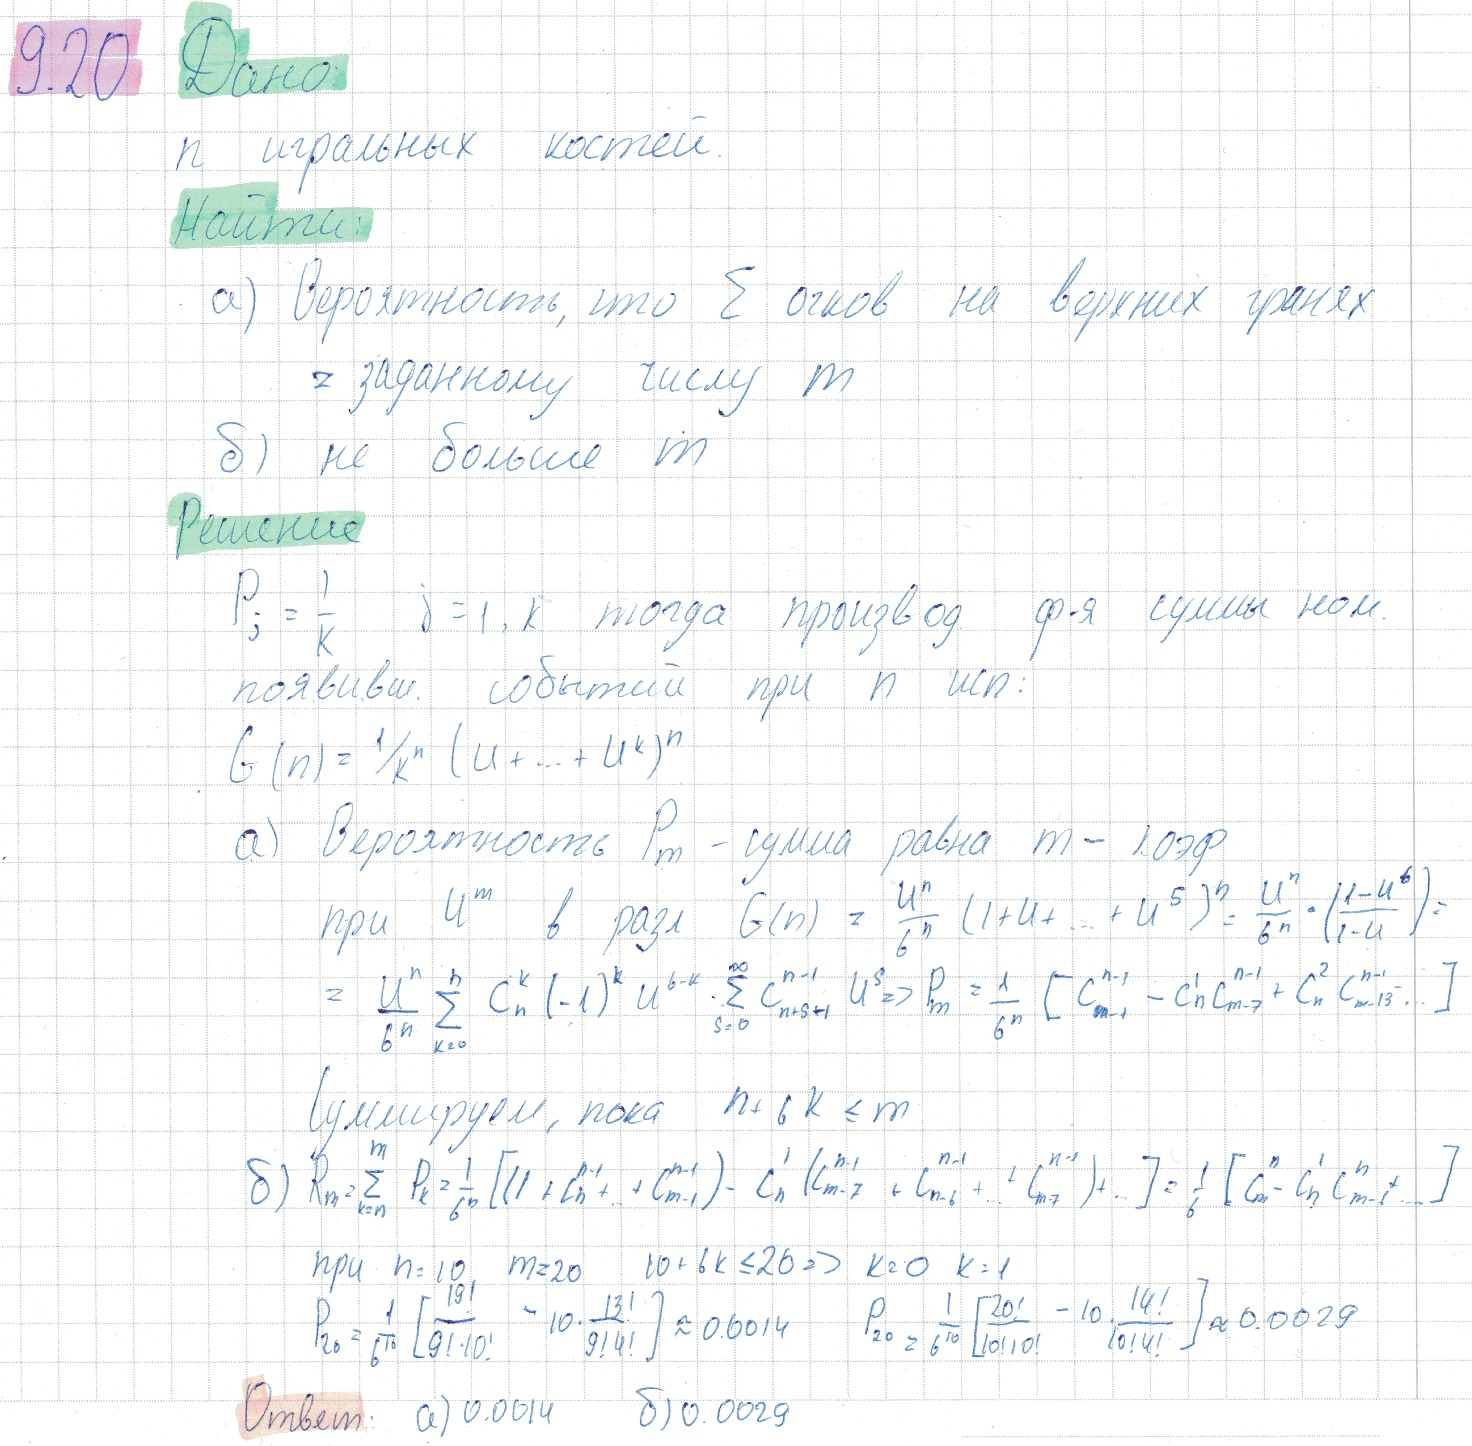 9.20 Дано:
n игральных костей.
Найти:
а) Вероятность, что Σ очков на верхних гранях
= заданному числу m
б) не больше m
Решение
P_j = 1/k j=1,k тогда производ. ф-я суммы ном.
появивш. событий при n исп:
G(n) = 1/k^n (u+...+u^k)^n
а) Вероятность P_m - сумма равна m - коэф
при u^m в разл G(n) = u^n/6^n (1+u+...+u^5)^n = u^n/6^n · ((1-u^6)/(1-u)) =
= u^n/6^n Σ_{k=0}^{n} C_n^k (-1)^k u^{6-k} · Σ_{s=0}^{∞} C_{n+s+1}^{n-1} u^s => P_m = 1/6^n [C_{m-1}^{n-1} - C_n^1 C_{m-7}^{n-1} + C_n^2 C_{m-13}^{n-1} ...]
Суммируем, пока n+6k ≤ m
б) R_m = Σ_{k=n}^{m} P_k = 1/6^n [(1 + C_n^{n-1} + ... + C_{m-1}^{n-1}) - C_n^1 (C_{m-7}^{n-1} + C_{n-6}^{n-1} + ... + C_{m-7}^{n-1}) + ...] = 1/6 [C_m^n - C_n^1 C_{m-6}^n + ...]
при n=10, m=20 10+6k ≤ 20 => k=0 k=1
P_20 = 1/6^10 [19!/(9!·10!) - 10 · 13!/(9!4!)] ≈ 0.0014 P_20 = 1/6^10 [20!/(10!10!) - 10 · 14!/(10!4!)] ≈ 0.0029
Ответ: а) 0.0014 б) 0.0029